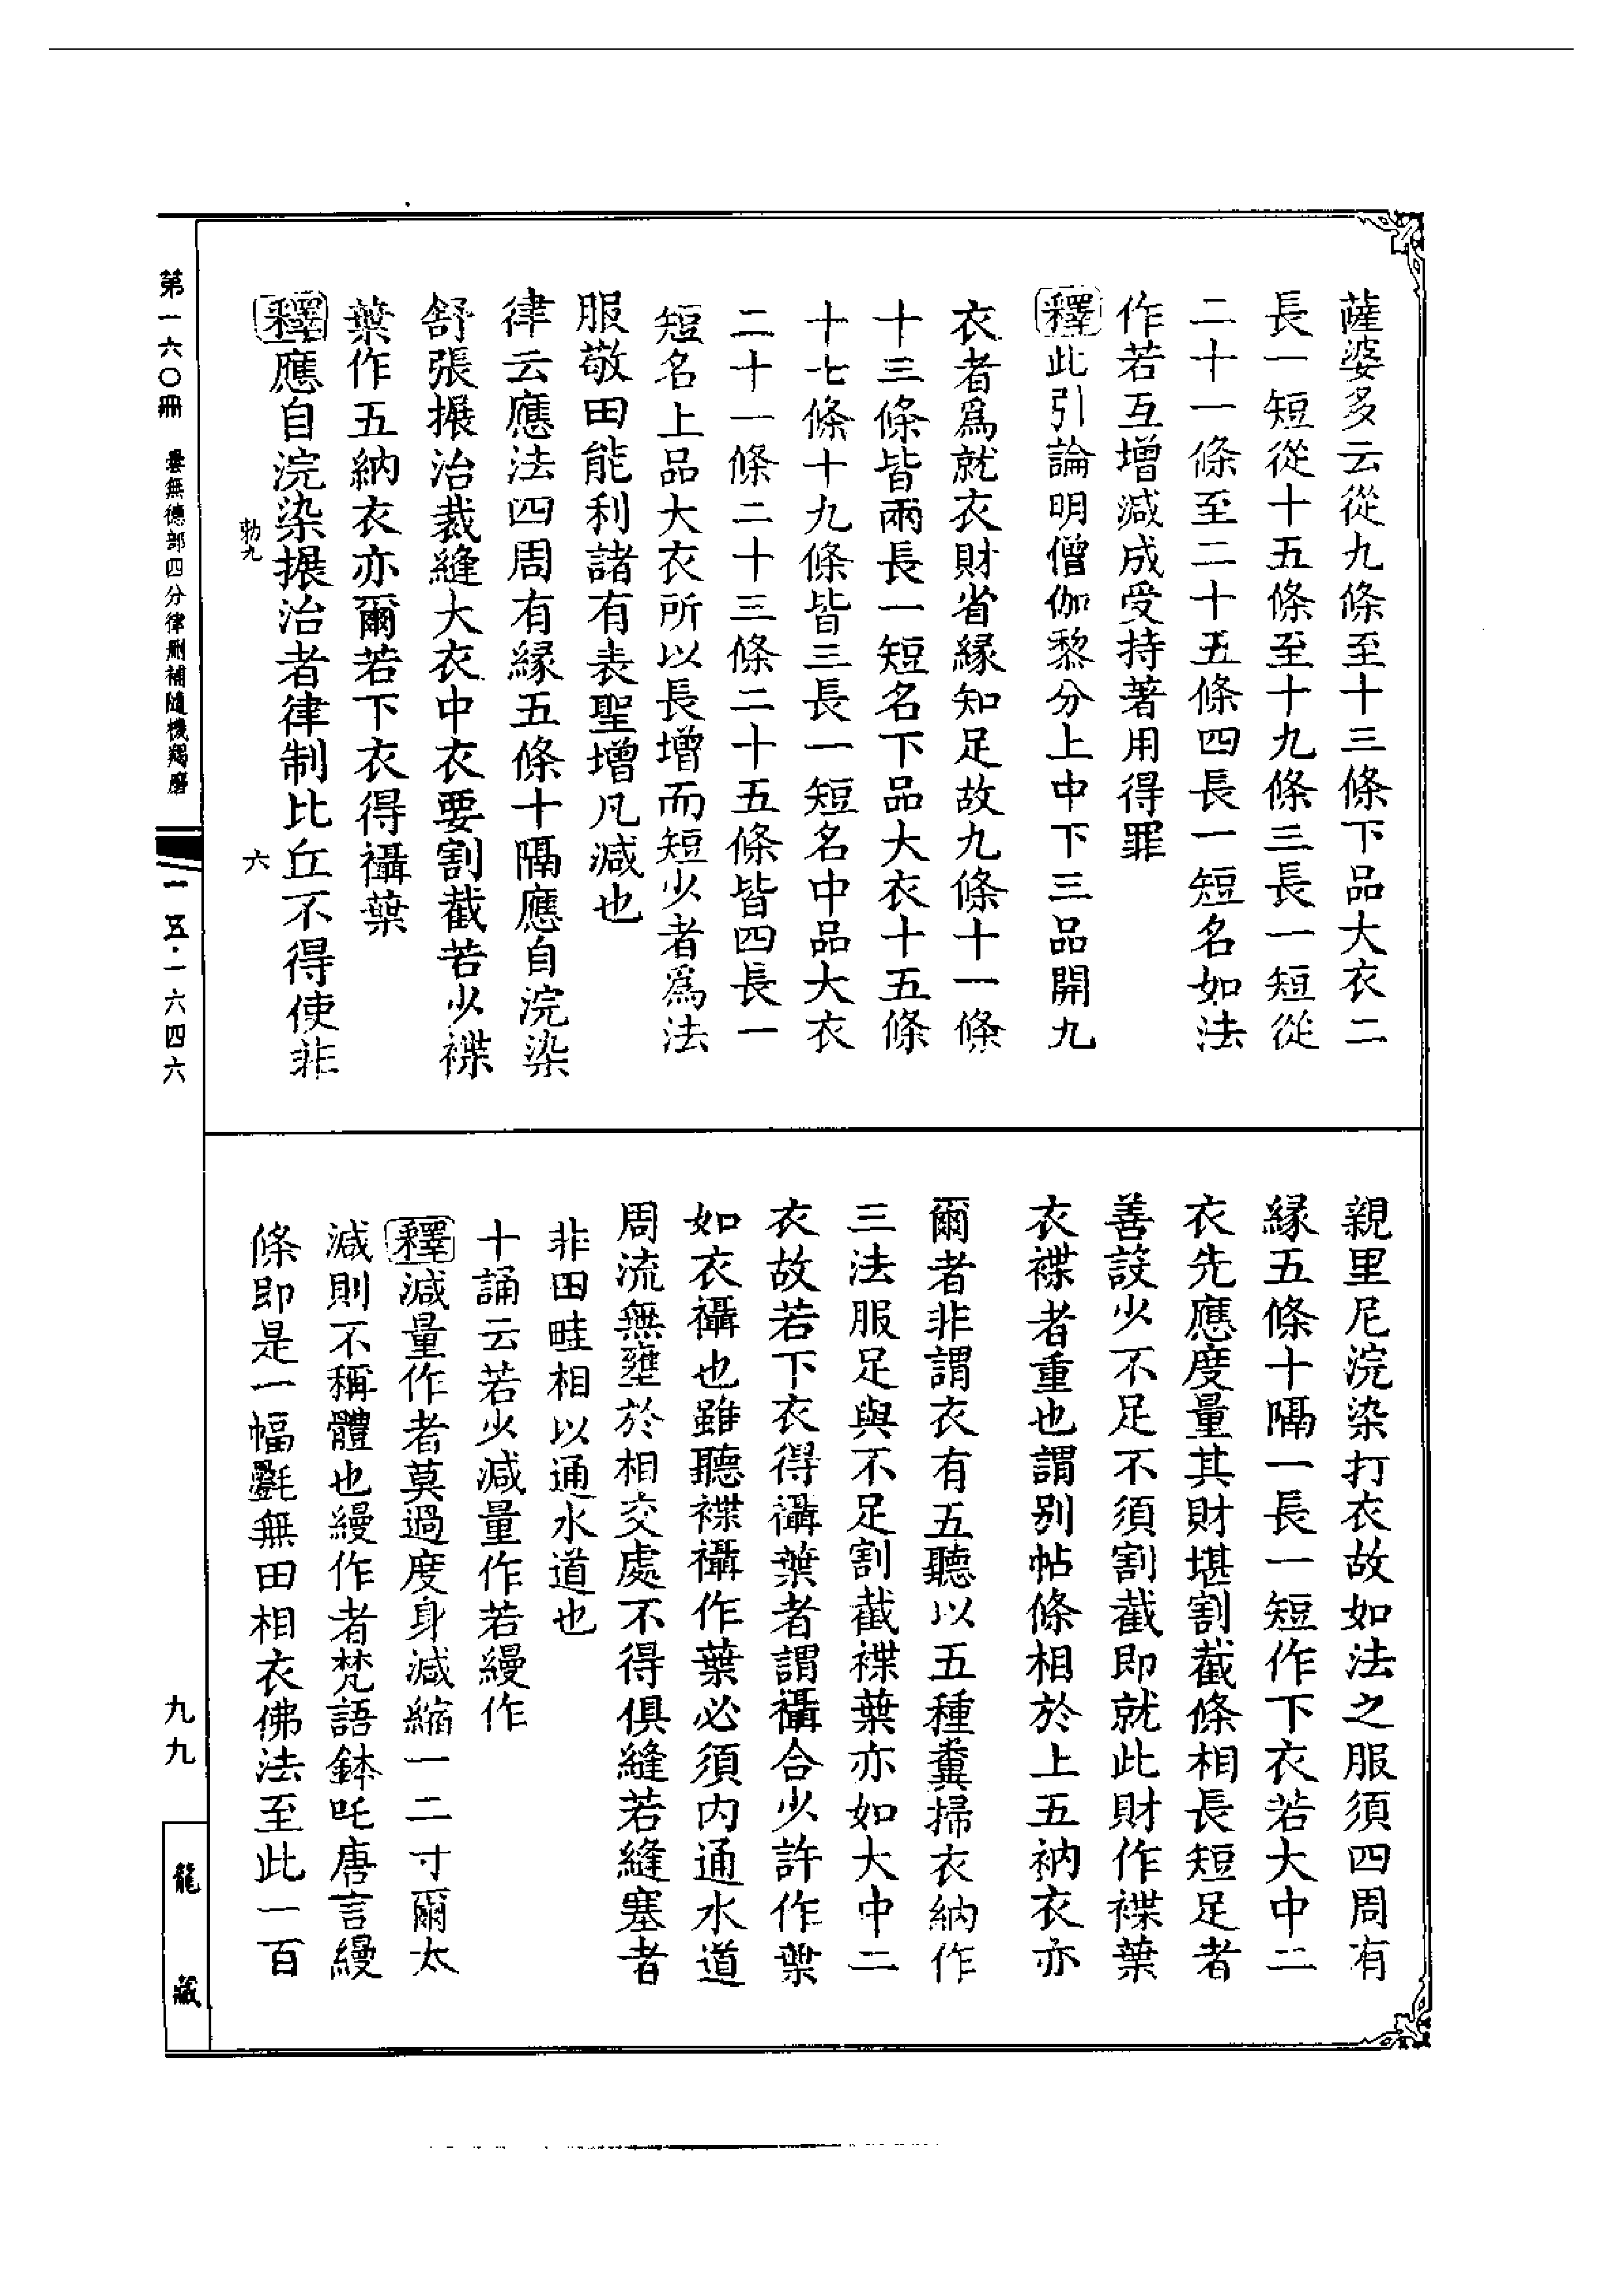 薩婆多云從九條至十三條下品大衣二
長一短從十五條至十九條三長一短從
二十一條至二十五條四長一短名如法
作若互增減成受持著用得罪
釋此引論明僧伽黎分上中下三品開九
衣者爲就衣財省緣知足故九條十一條
十三條皆兩長一短名下品大衣十五條
十七條十九條皆三長一短名中品大衣
二十一條二十三條二十五條皆四長一
短名上品大衣所以長增而短少者爲法
服敬田能利諸有表聖增凡減也
律云應法四周有緣五條十隔應自浣染
舒張搌治裁縫大衣中衣要割截若少褋
葉作五納衣亦爾若下衣得襵葉
釋應自浣染搌治者律制比丘不得使非
勒九
六
親里尼浣染打衣故如法之服須四周有
緣五條十隔一長一短作下衣若大中二
衣先應度量其財堪割截條相長短足者
善設少不足不須割截即就此財作褋葉
衣褋者重也謂別帖條相於上五衲衣亦
爾者非謂衣有五聽以五種糞掃衣納作
三法服足與不足割截褋葉亦如大中二
衣故若下衣得襵葉者謂襵合少許作葉
如衣襵也雖聽褋襵作葉必須內通水道
周流無壅於相交處不得俱縫若縫塞者
非田畦相以通水道也
十誦云若少減量作若縵作
釋減量作者莫過度身減縮一二寸爾太
減則不稱體也縵作者梵語鉢吒唐言縵
條即是一幅㲲無田相衣佛法至此一百
第一六〇冊
曇無德部四分律刪補隨機羯磨
一五·一六四六
九九
龍藏